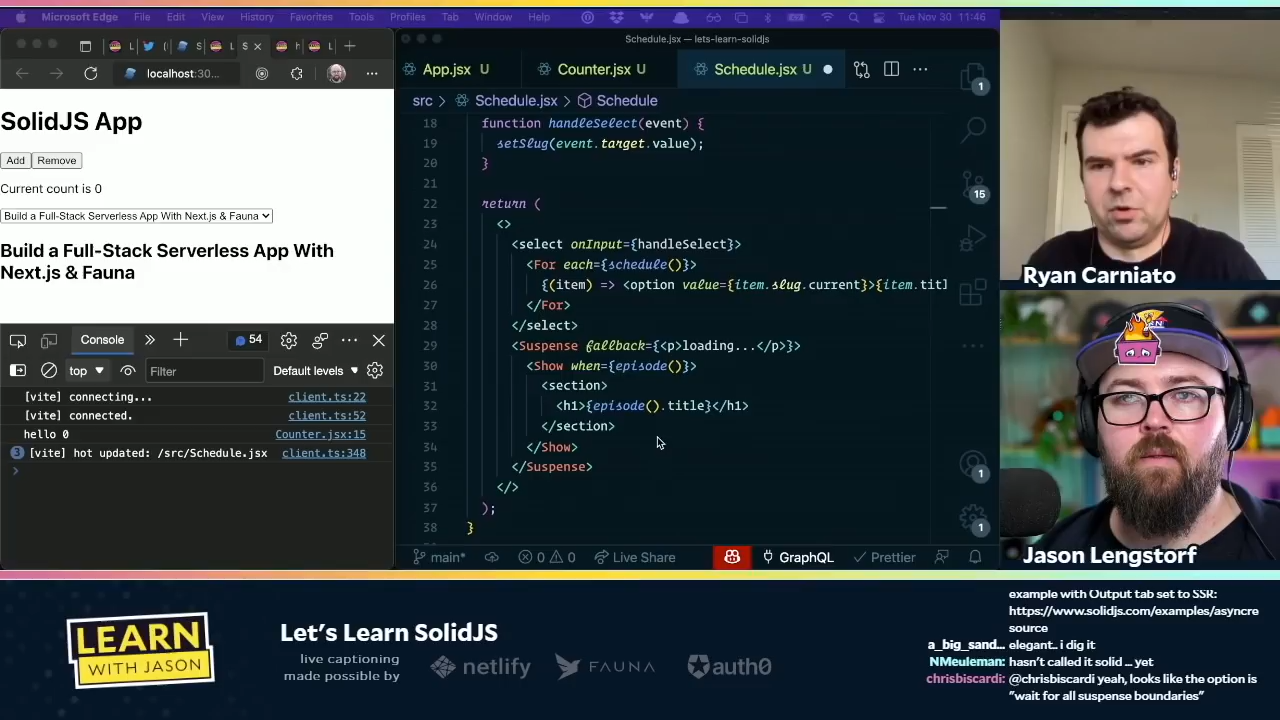 Microsoft Edge File Edit View History Favorites Tools Profiles Tab Window Help Tue Nov 30 11:46
localhost:30...
SolidJS App
Add Remove
Current count is 0
Build a Full-Stack Serverless App With Next.js & Fauna
Build a Full-Stack Serverless App With
Next.js & Fauna
Console 54
top Filter Default levels
[vite] connecting... client.ts:22
[vite] connected. client.ts:52
hello 0 Counter.jsx:15
3 [vite] hot updated: /src/Schedule.jsx client.ts:348
Schedule.jsx — lets-learn-solidjs
App.jsx U Counter.jsx U Schedule.jsx U
src > Schedule.jsx > Schedule
18 function handleSelect(event) {
19 setSlug(event.target.value);
20 }
21
22 return (
23 <>
24 <select onInput={handleSelect}>
25 <For each={schedule()}>
26 {(item) => <option value={item.slug.current}>{item.titl
27 </For>
28 </select>
29 <Suspense fallback={<p>loading...</p>}>
30 <Show when={episode()}>
31 <section>
32 <h1>{episode().title}</h1>
33 </section>
34 </Show>
35 </Suspense>
36 </>
37 );
38 }
1
15
1
1
main* 0 0 Live Share GraphQL Prettier
Ryan Carniato
Jason Lengstorf
LEARN
WITH JASON
Let's Learn SolidJS
live captioning
made possible by
netlify FAUNA auth0
example with Output tab set to SSR:
https://www.solidjs.com/examples/asyncre
source
a_big_sand... elegant.. i dig it
NMeuleman: hasn't called it solid ... yet
chrisbiscardi: @chrisbiscardi yeah, looks like the option is
"wait for all suspense boundaries"